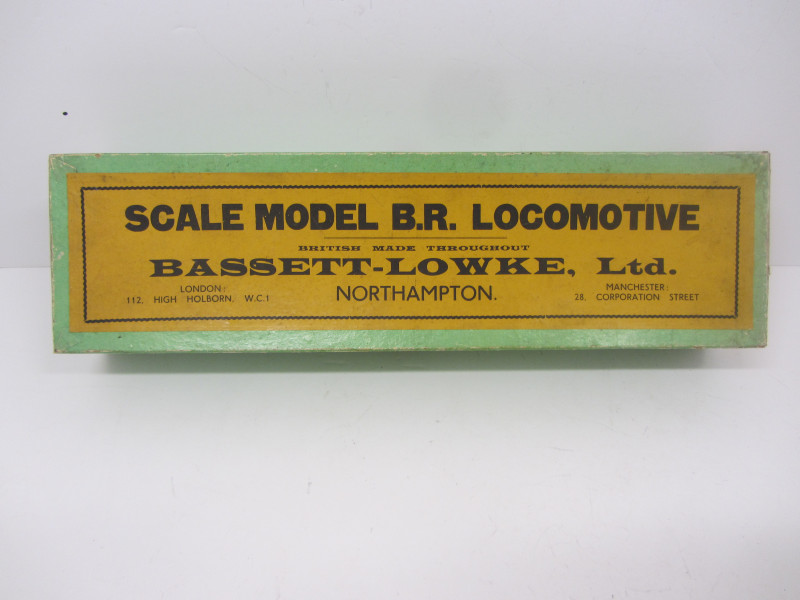 SCALE MODEL B.R. LOCOMOTIVE
BRITISH MADE THROUGHOUT
BASSETT-LOWKE, Ltd.
LONDON:
112, HIGH HOLBORN, W.C.1
NORTHAMPTON.
MANCHESTER:
28, CORPORATION STREET